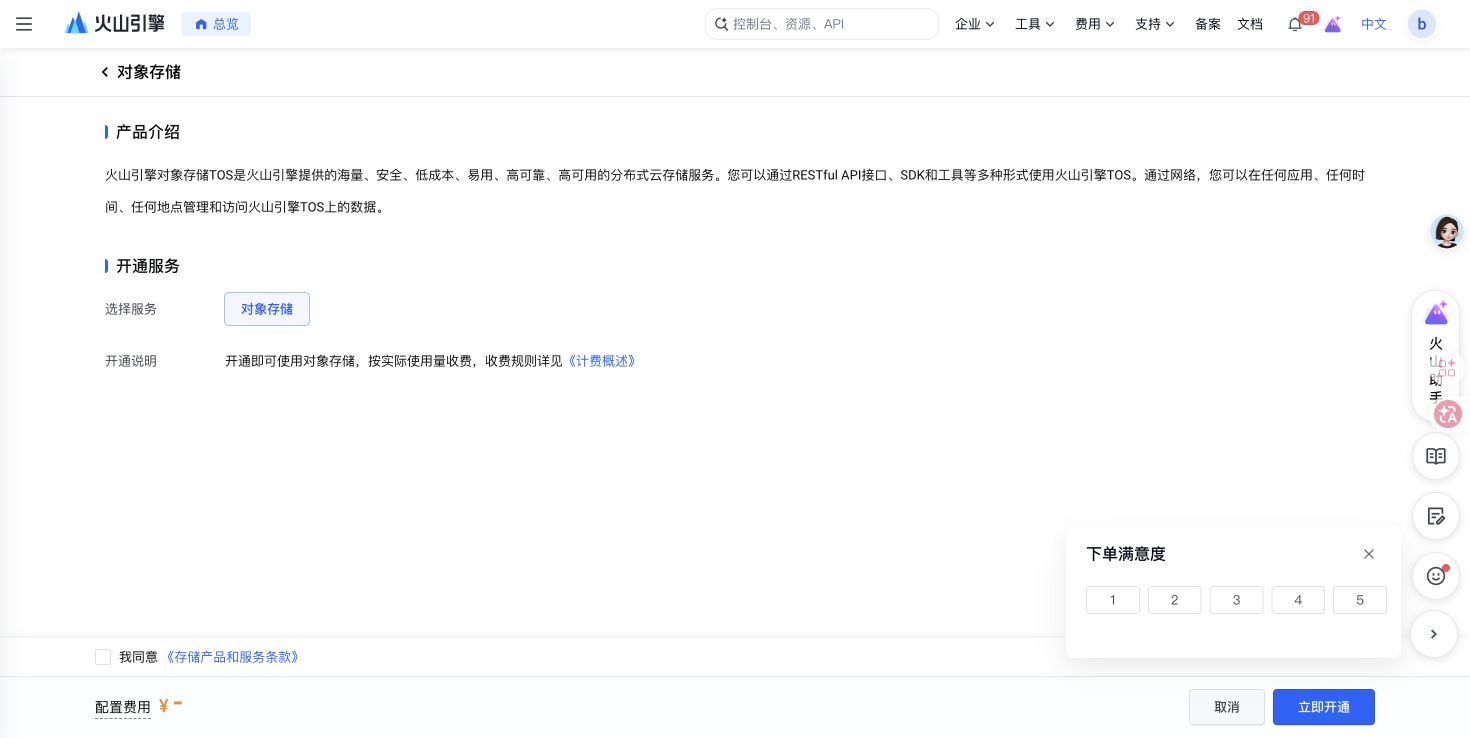 火山引擎
总览
控制台、资源、API
企业
工具
费用
支持
备案
文档
91
中文
b
对象存储
产品介绍
火山引擎对象存储TOS是火山引擎提供的海量、安全、低成本、易用、高可靠、高可用的分布式云存储服务。您可以通过RESTful API接口、SDK和工具等多种形式使用火山引擎TOS。通过网络，您可以在任何应用、任何时
间、任何地点管理和访问火山引擎TOS上的数据。
开通服务
选择服务
对象存储
开通说明
开通即可使用对象存储，按实际使用量收费，收费规则详见《计费概述》
火
山
助
手
下单满意度
1
2
3
4
5
我同意《存储产品和服务条款》
配置费用
¥ -
取消
立即开通